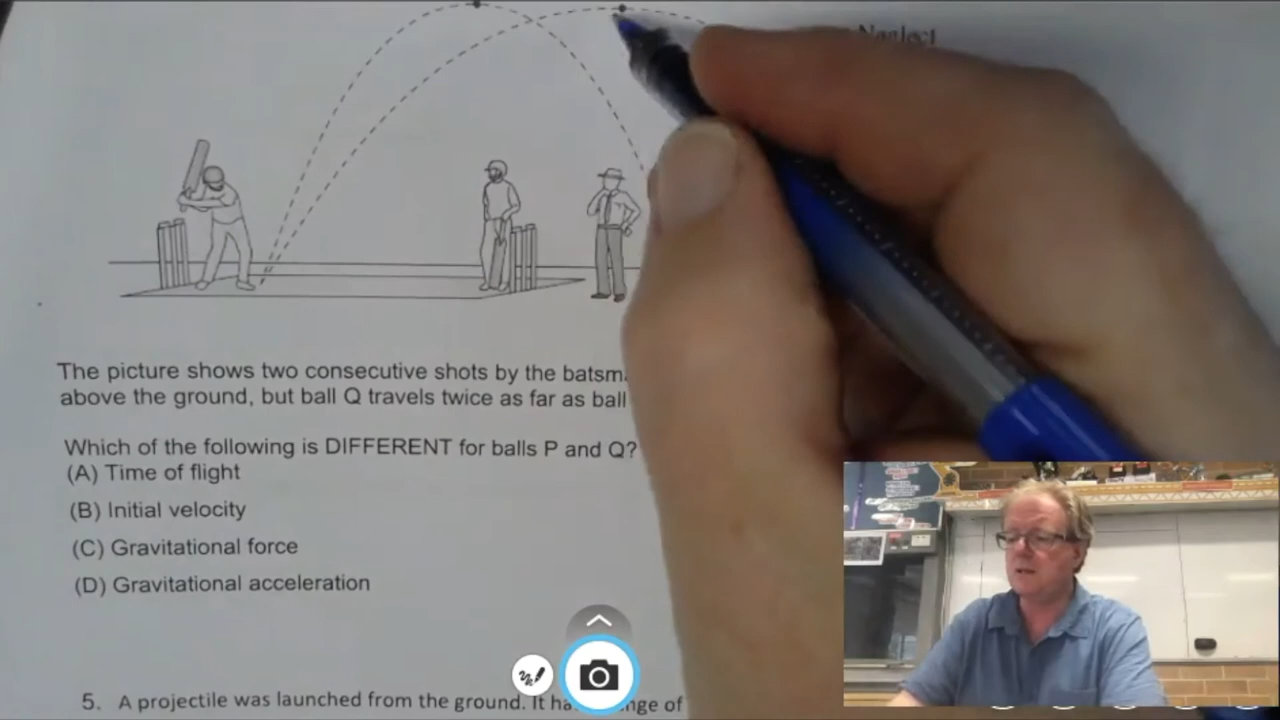 Neglect
The picture shows two consecutive shots by the
above the ground, but ball Q travels twice as far as ball
Which of the following is DIFFERENT for balls P and Q?
(A) Time of flight
(B) Initial velocity
(C) Gravitational force
(D) Gravitational acceleration
5. A projectile was launched from the ground. It of